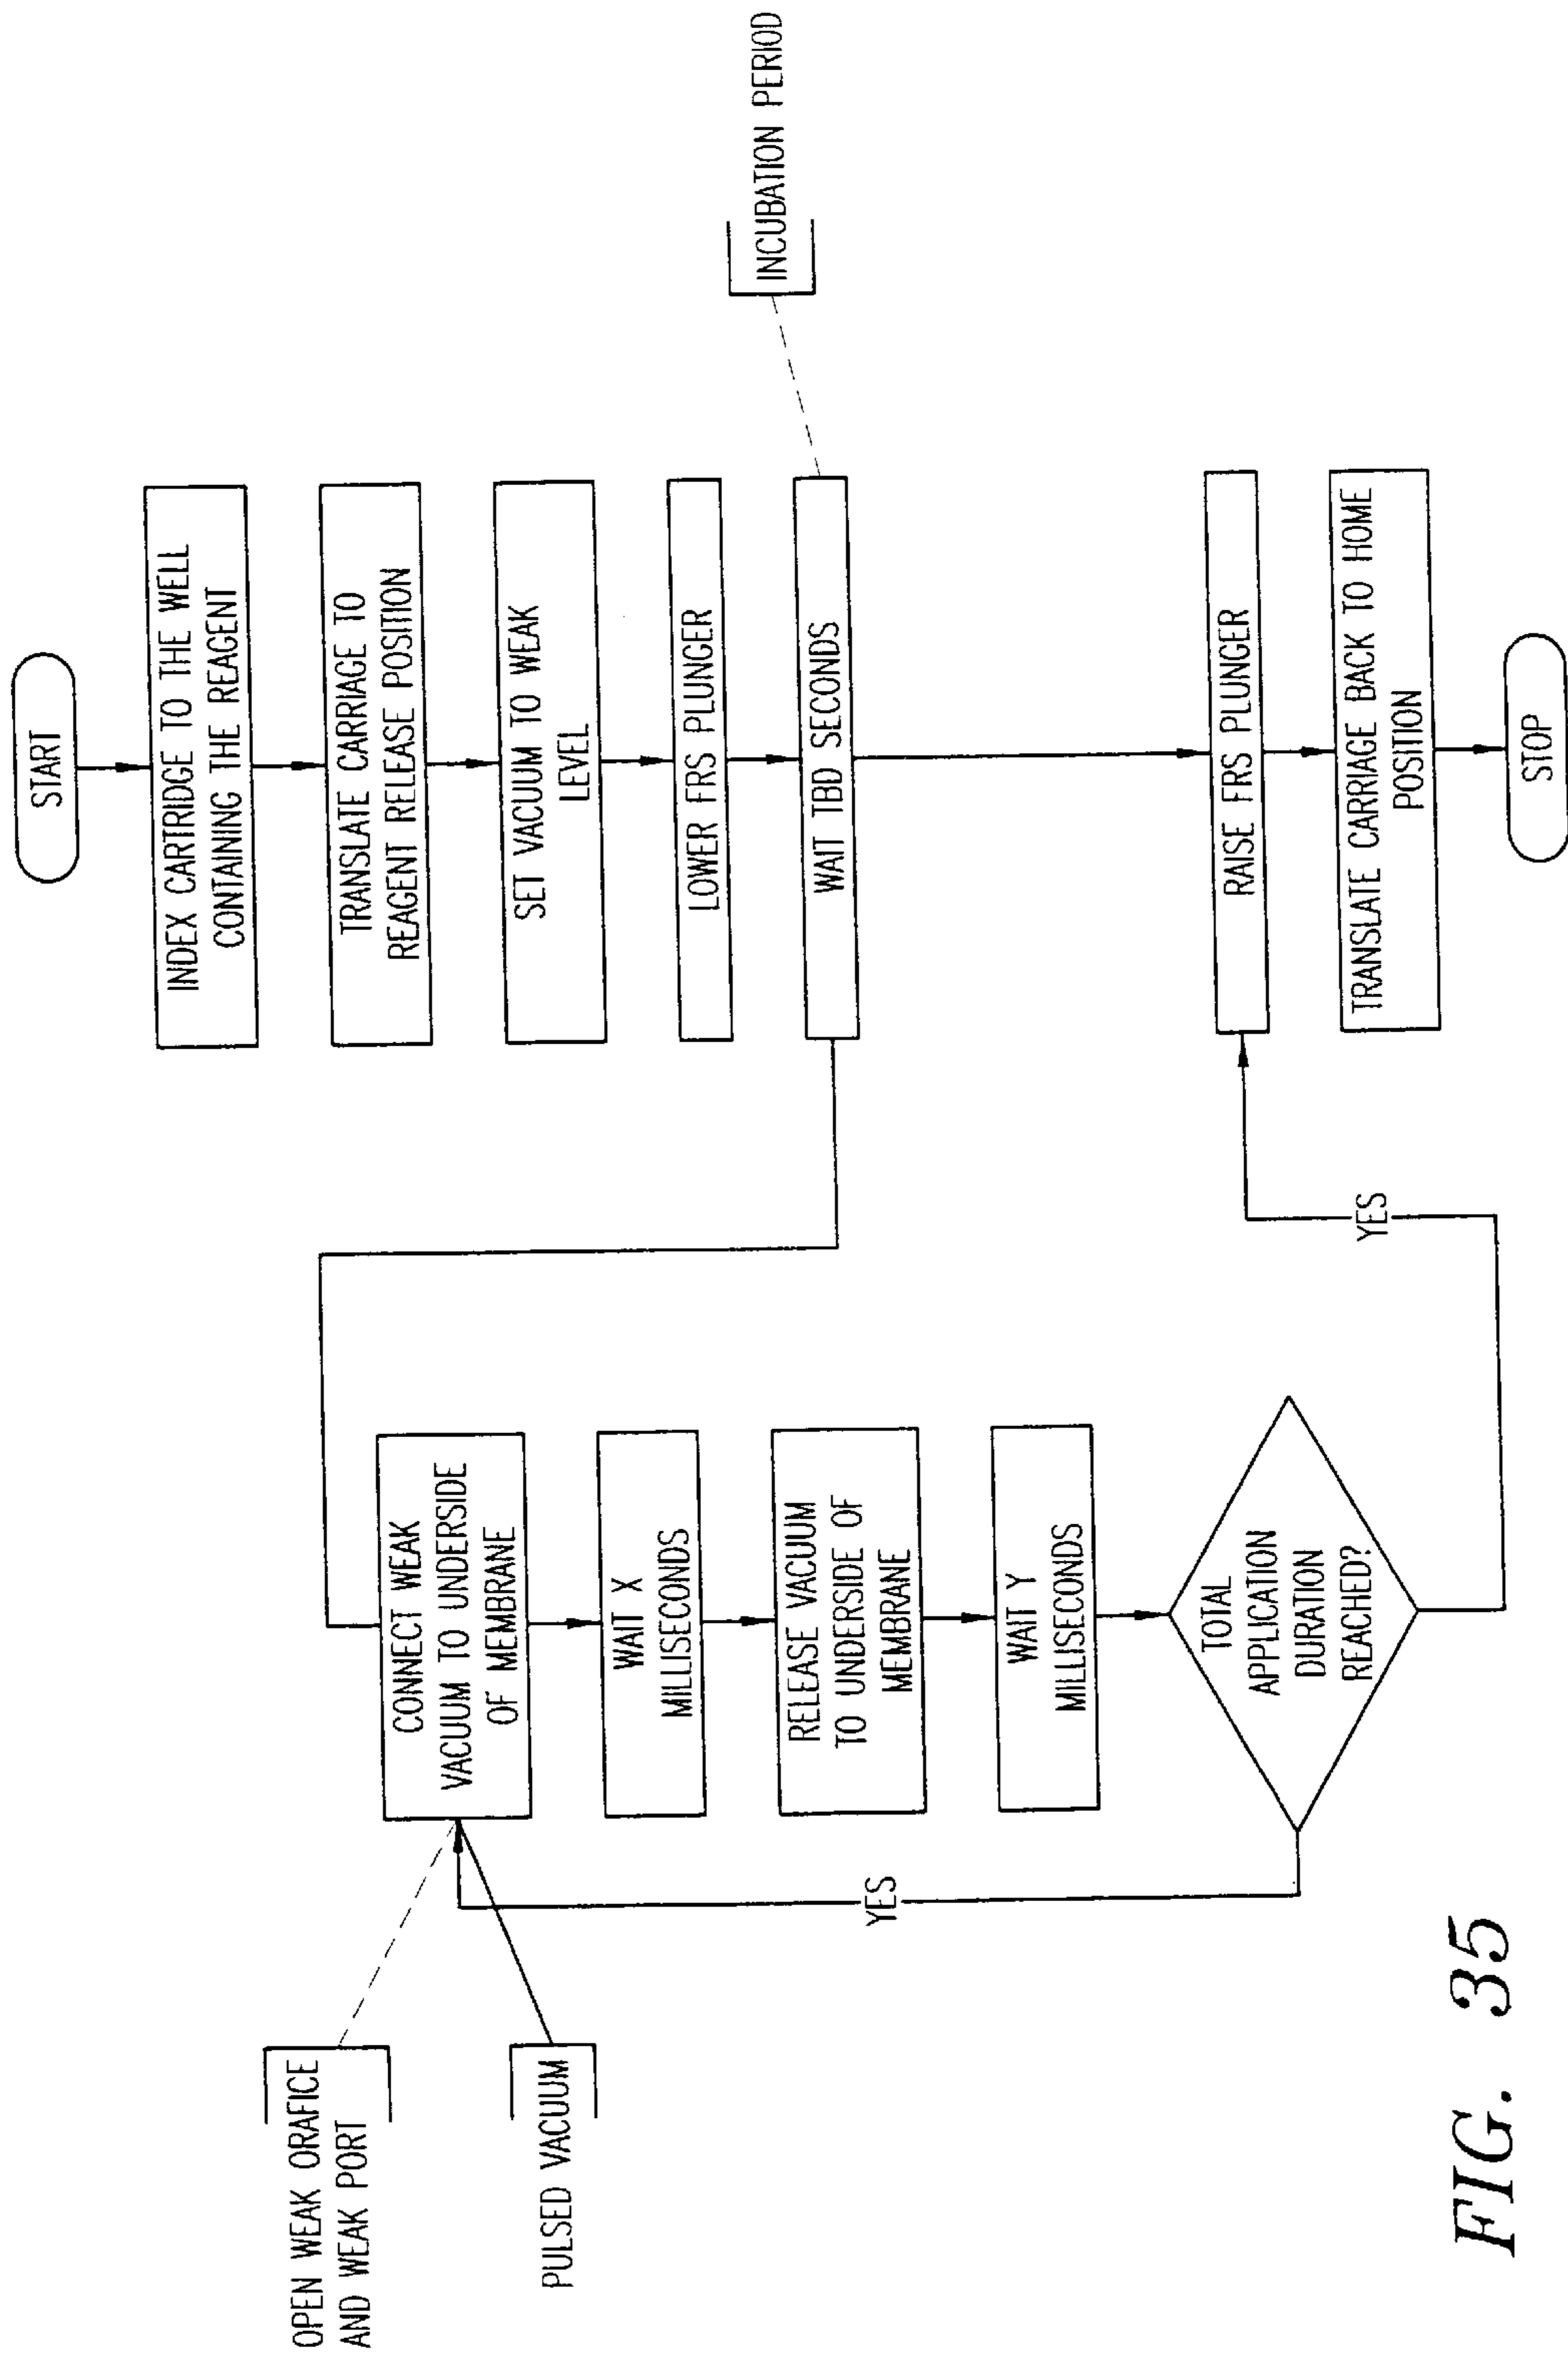 START
INDEX CARTRIDGE TO THE WELL
CONTAINING THE REAGENT
TRANSLATE CARRIAGE TO
REAGENT RELEASE POSITION
SET VACUUM TO WEAK
LEVEL
LOWER FRS PLUNGER
WAIT TBD SECONDS
INCUBATION PERIOD
OPEN WEAK ORAFICE
AND WEAK PORT
PULSED VACUUM
CONNECT WEAK
VACUUM TO UNDERSIDE
OF MEMBRANE
WAIT X
MILLISECONDS
RELEASE VACUUM
TO UNDERSIDE OF
MEMBRANE
WAIT Y
MILLISECONDS
TOTAL
APPLICATION
DURATION
REACHED?
YES
YES
RAISE FRS PLUNGER
TRANSLATE CARRIAGE BACK TO HOME
POSITION
STOP
FIG. 35